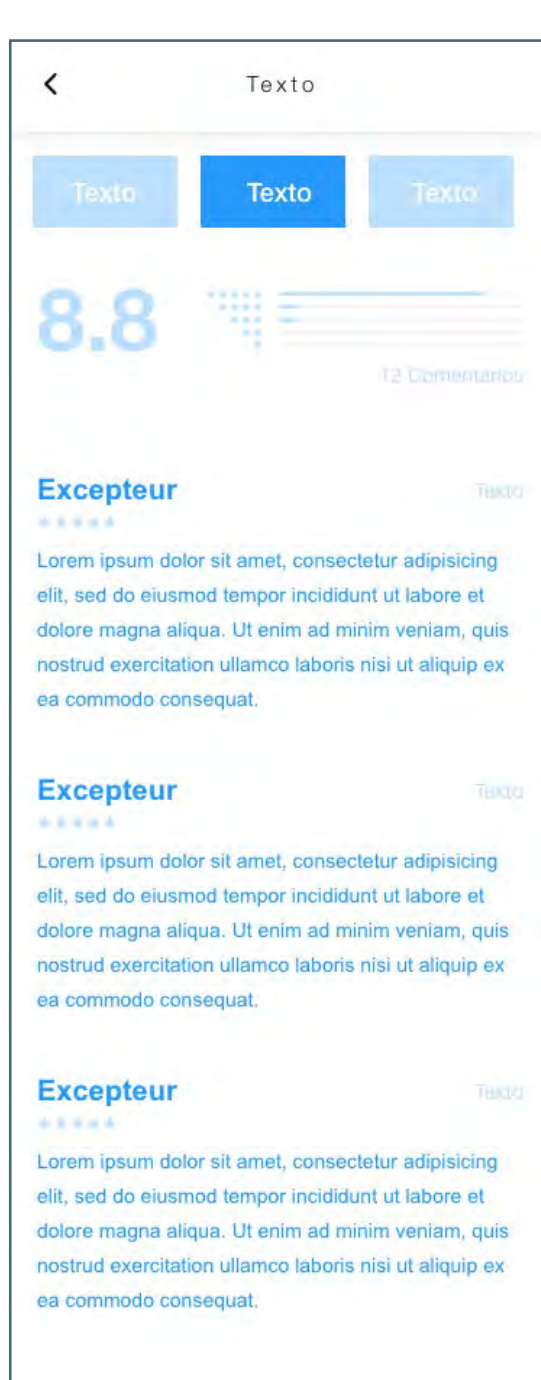 Texto
Texto Texto Texto
8.8
12 Comentarios
Excepteur Texto
Lorem ipsum dolor sit amet, consectetur adipisicing
elit, sed do eiusmod tempor incididunt ut labore et
dolore magna aliqua. Ut enim ad minim veniam, quis
nostrud exercitation ullamco laboris nisi ut aliquip ex
ea commodo consequat.
Excepteur Texto
Lorem ipsum dolor sit amet, consectetur adipisicing
elit, sed do eiusmod tempor incididunt ut labore et
dolore magna aliqua. Ut enim ad minim veniam, quis
nostrud exercitation ullamco laboris nisi ut aliquip ex
ea commodo consequat.
Excepteur Texto
Lorem ipsum dolor sit amet, consectetur adipisicing
elit, sed do eiusmod tempor incididunt ut labore et
dolore magna aliqua. Ut enim ad minim veniam, quis
nostrud exercitation ullamco laboris nisi ut aliquip ex
ea commodo consequat.